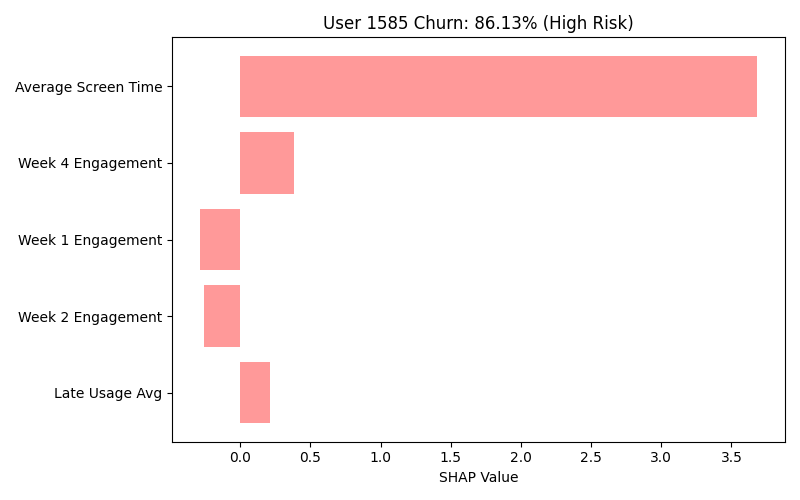 User 1585 Churn: 86.13% (High Risk)
Average Screen Time
Week 4 Engagement
Week 1 Engagement
Week 2 Engagement
Late Usage Avg
0.0 0.5 1.0 1.5 2.0 2.5 3.0 3.5
SHAP Value